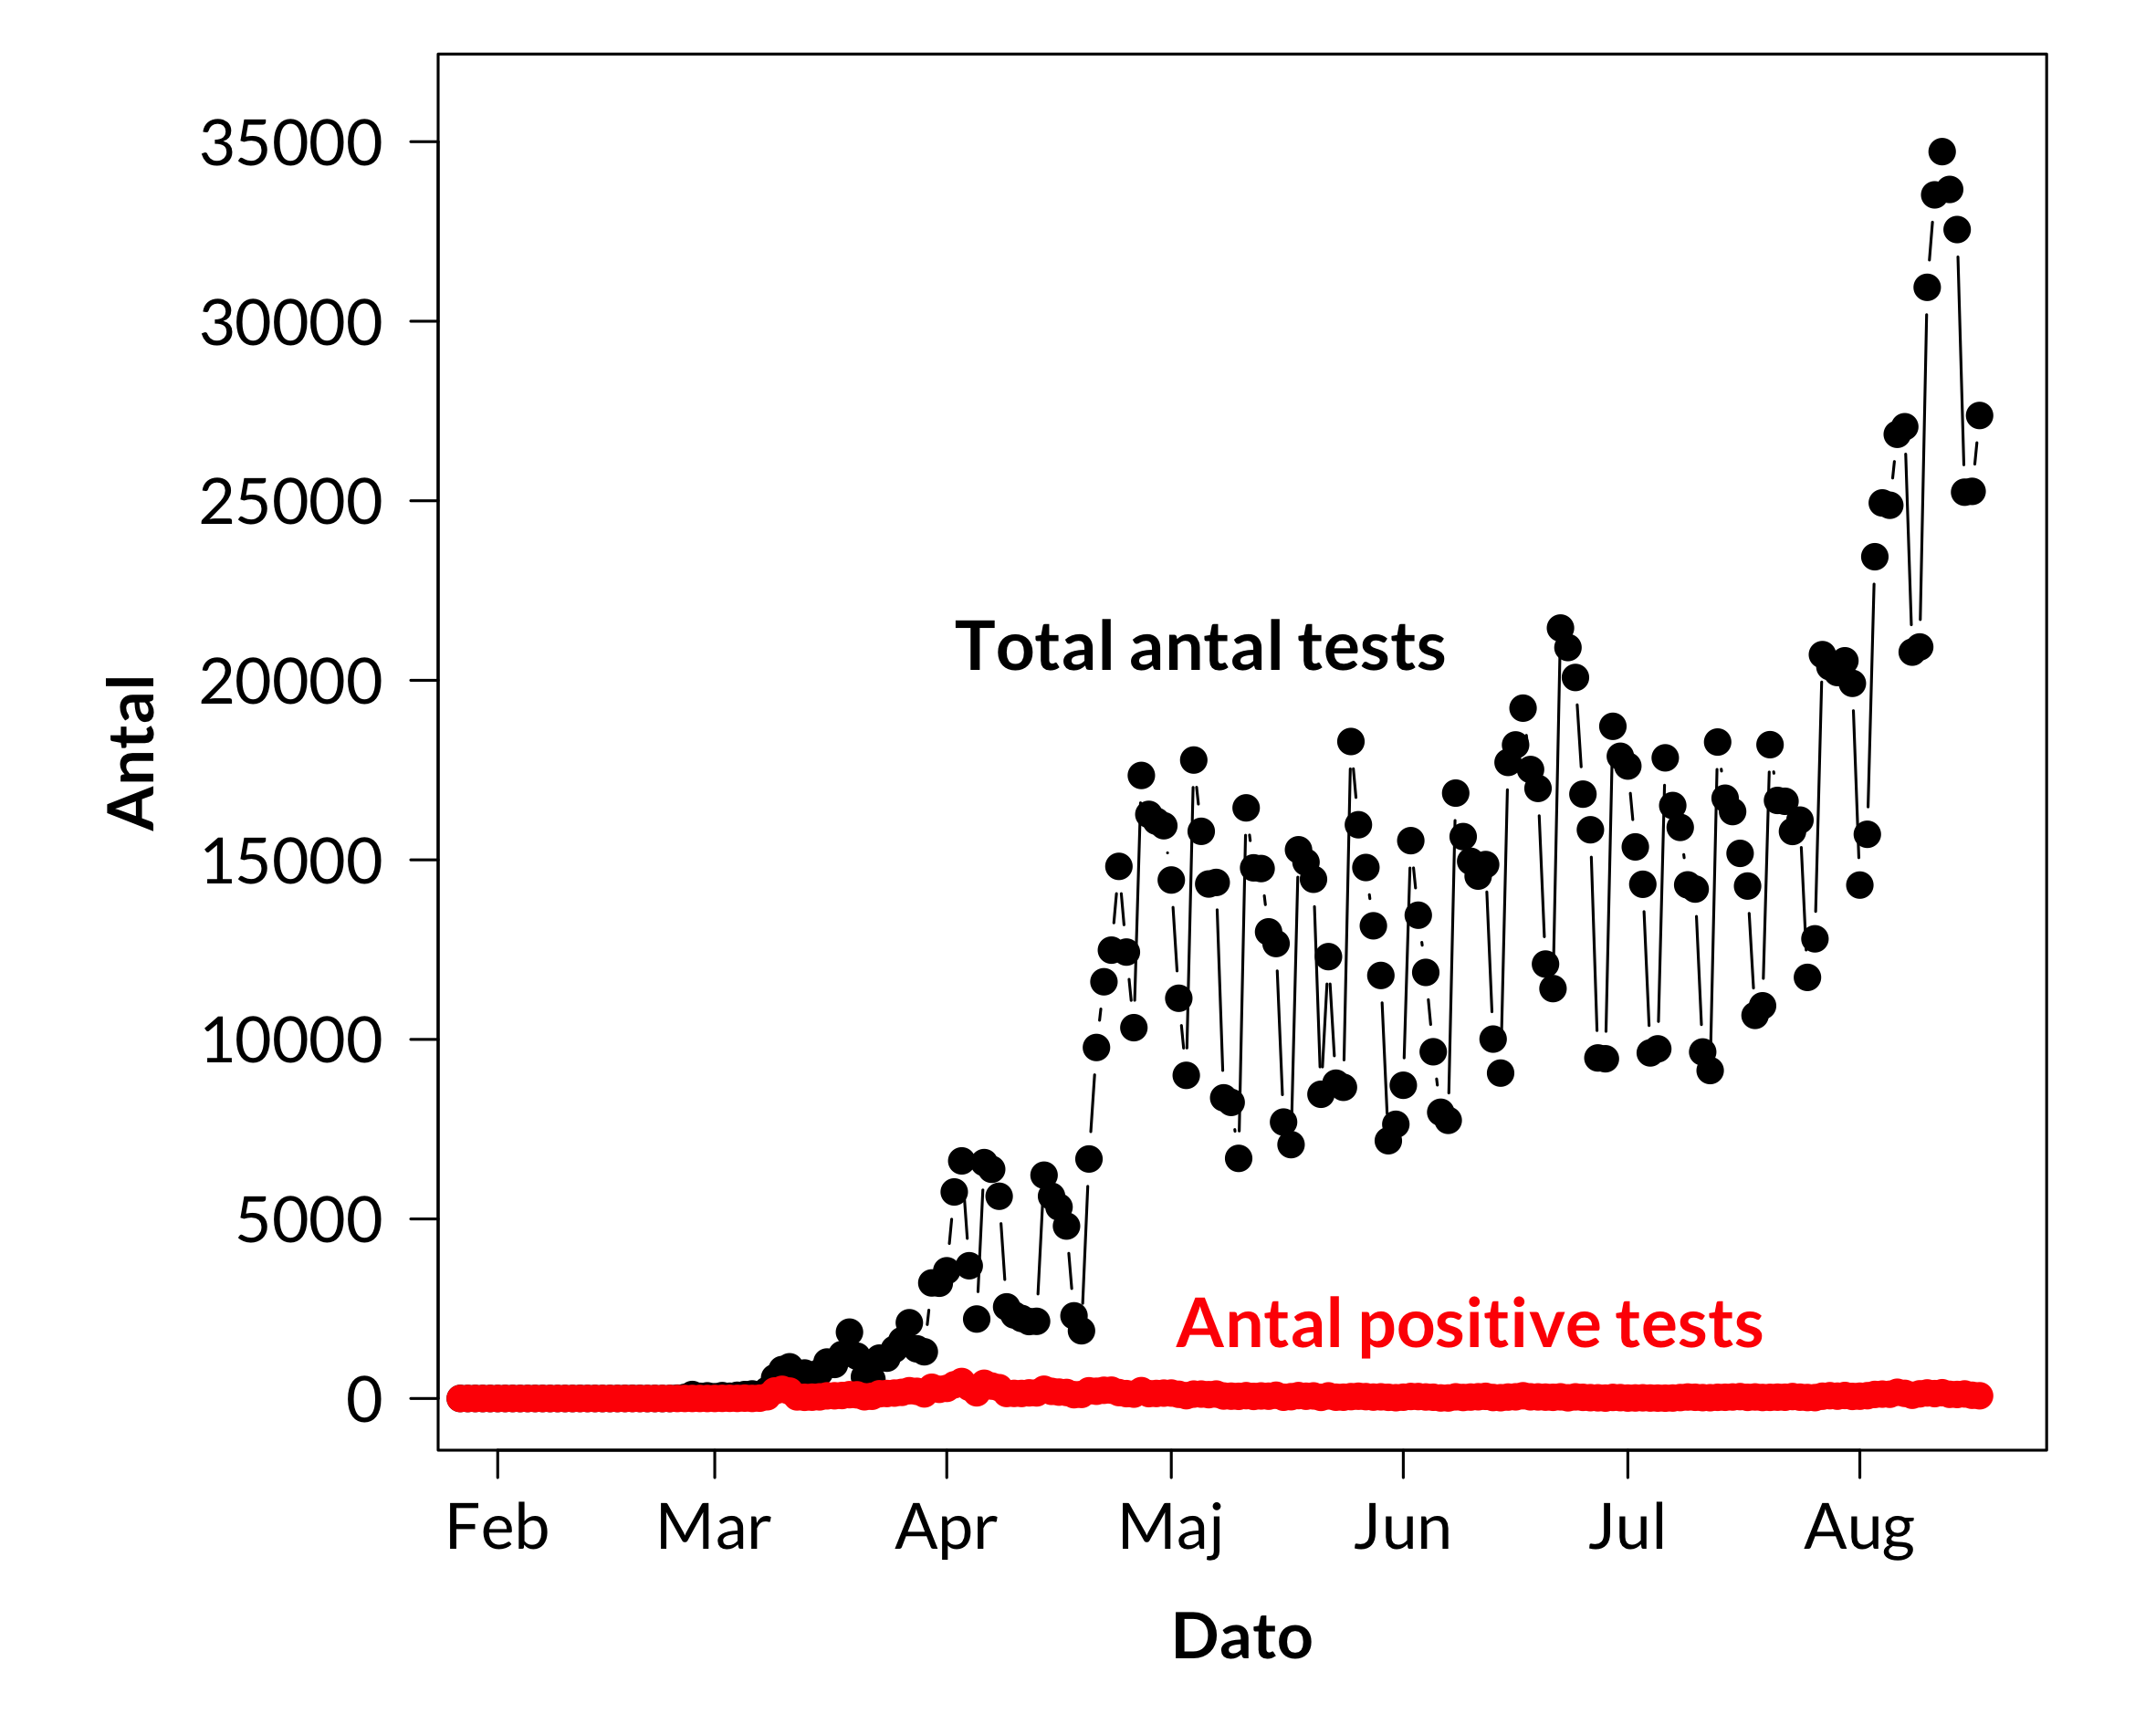 35000
30000
25000
20000
15000
10000
5000
0
Antal
Total antal tests
Antal positive tests
Feb Mar Apr Maj Jun Jul Aug
Dato